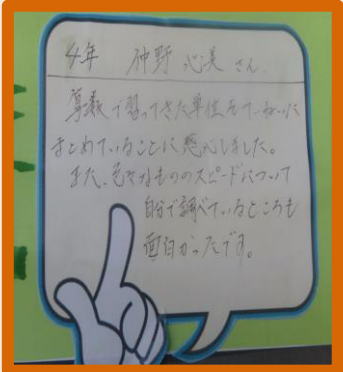 4年 仲野 心美 さん
算数で習ってきた単位をていねいに
まとめていることに感心しました。
また、色々なもののスピードについて
自分で調べているところも
面白かったです。